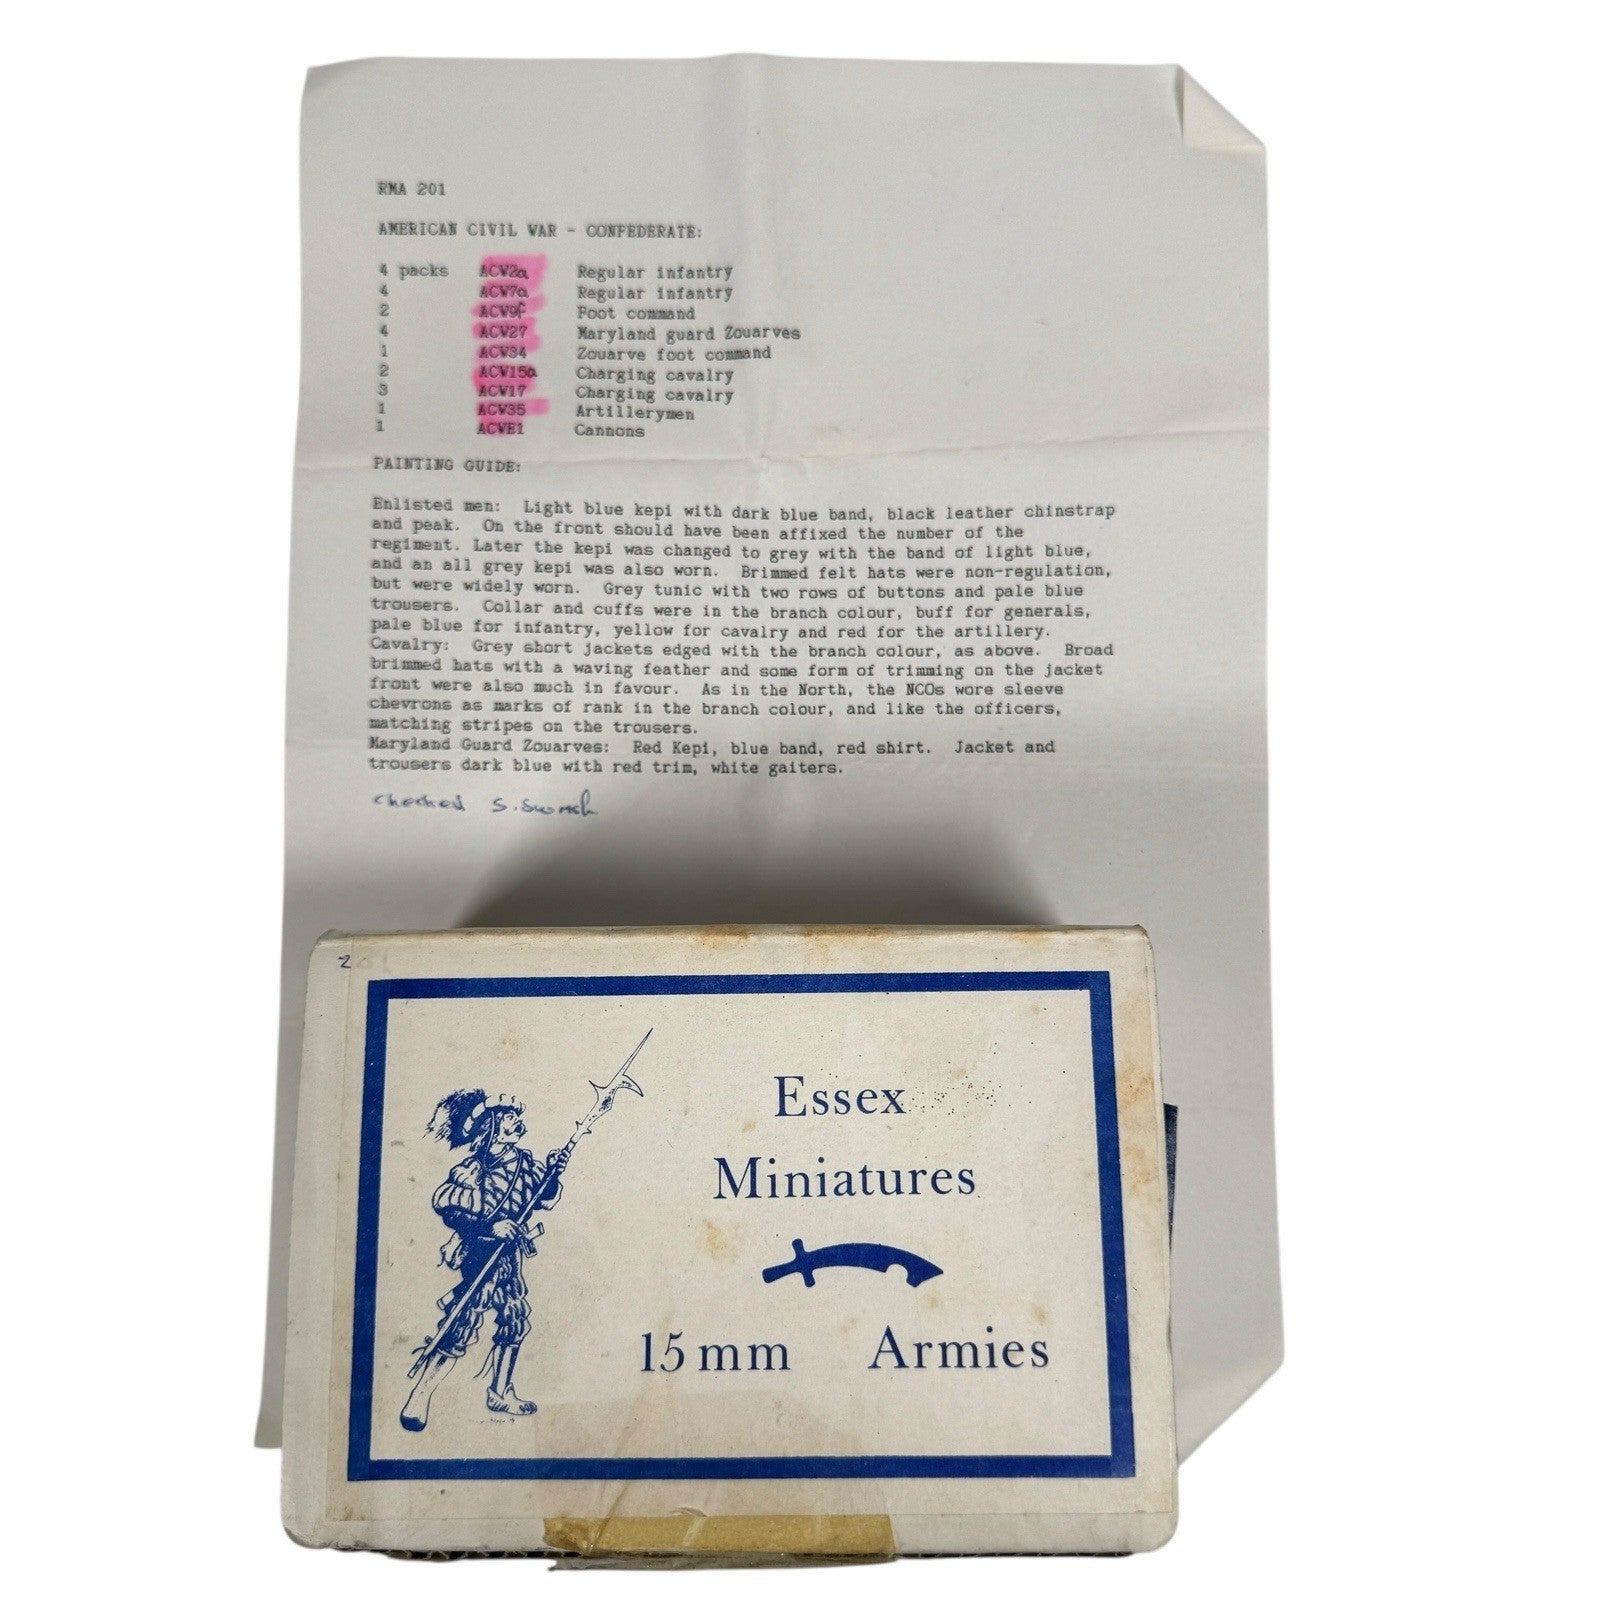 RMA 201
AMERICAN CIVIL WAR - CONFEDERATE:
4 packs ACW2a Regular infantry
4 ACW7a Regular infantry
2 ACW9f Foot command
4 ACW27 Maryland guard Zouarves
1 ACW34 Zouarve foot command
2 ACW15a Charging cavalry
3 ACW17 Charging cavalry
1 ACW35 Artillerymen
1 ACWE1 Cannons
PAINTING GUIDE:
Enlisted men: Light blue kepi with dark blue band, black leather chinstrap
and peak. On the front should have been affixed the number of the
regiment. Later the kepi was changed to grey with the band of light blue,
and an all grey kepi was also worn. Brimmed felt hats were non-regulation,
but were widely worn. Grey tunic with two rows of buttons and pale blue
trousers. Collar and cuffs were in the branch colour, buff for generals,
pale blue for infantry, yellow for cavalry and red for the artillery.
Cavalry: Grey short jackets edged with the branch colour, as above. Broad
brimmed hats with a waving feather and some form of trimming on the jacket
front were also much in favour. As in the North, the NCOs wore sleeve
chevrons as marks of rank in the branch colour, and like the officers,
matching stripes on the trousers.
Maryland Guard Zouarves: Red Kepi, blue band, red shirt. Jacket and
trousers dark blue with red trim, white gaiters.
Checked S.
201
Essex
Miniatures
15mm Armies